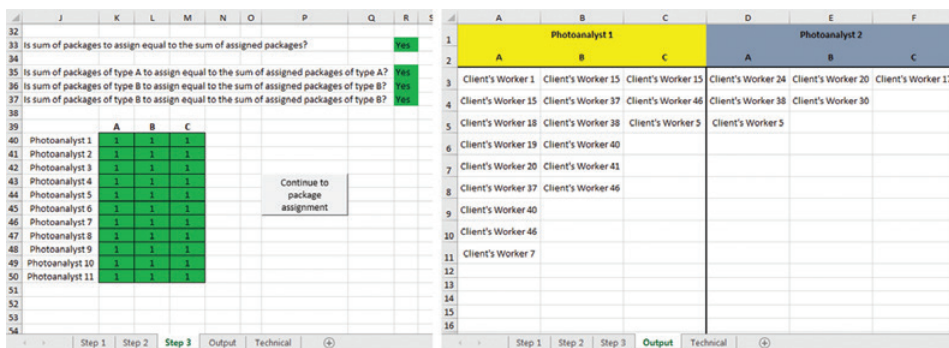 J K L M N O P Q R S
32
33 Is sum of packages to assign equal to the sum of assigned packages? Yes
34
35 Is sum of packages of type A to assign equal to the sum of assigned packages of type A? Yes
36 Is sum of packages of type B to assign equal to the sum of assigned packages of type B? Yes
37 Is sum of packages of type B to assign equal to the sum of assigned packages of type B? Yes
38
39 A B C
40 Photoanalyst 1 1 1 1
41 Photoanalyst 2 1 1 1
42 Photoanalyst 3 1 1 1
43 Photoanalyst 4 1 1 1
44 Photoanalyst 5 1 1 1
45 Photoanalyst 6 1 1 1
46 Photoanalyst 7 1 1 1
47 Photoanalyst 8 1 1 1
48 Photoanalyst 9 1 1 1
49 Photoanalyst 10 1 1 1
50 Photoanalyst 11 1 1 1
51
52
53
54
Continue to
package
assignment
Step 1 Step 2 Step 3 Output Technical
A B C D E F
1 Photoanalyst 1 Photoanalyst 2
2 A B C A B C
3 Client's Worker 1 Client's Worker 15 Client's Worker 15 Client's Worker 24 Client's Worker 20 Client's Worker 17
4 Client's Worker 15 Client's Worker 37 Client's Worker 46 Client's Worker 38 Client's Worker 30
5 Client's Worker 18 Client's Worker 38 Client's Worker 5 Client's Worker 5
6 Client's Worker 19 Client's Worker 40
7 Client's Worker 20 Client's Worker 41
8 Client's Worker 37 Client's Worker 46
9 Client's Worker 40
10 Client's Worker 46
11 Client's Worker 7
12
13
14
15
16
Step 1 Step 2 Step 3 Output Technical